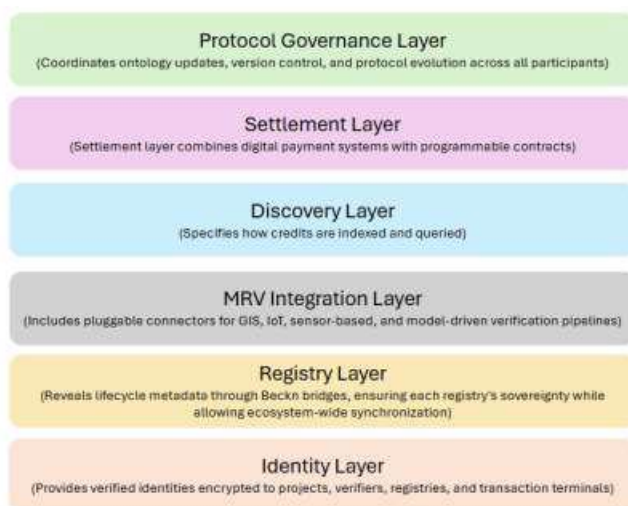 Protocol Governance Layer
(Coordinates ontology updates, version control, and protocol evolution across all participants)
Settlement Layer
(Settlement layer combines digital payment systems with programmable contracts)
Discovery Layer
(Specifies how credits are indexed and queried)
MRV Integration Layer
(Includes pluggable connectors for GIS, IoT, sensor-based, and model-driven verification pipelines)
Registry Layer
(Reveals lifecycle metadata through Beckn bridges, ensuring each registry's sovereignty while
allowing ecosystem-wide synchronization)
Identity Layer
(Provides verified identities encrypted to projects, verifiers, registries, and transaction terminals)